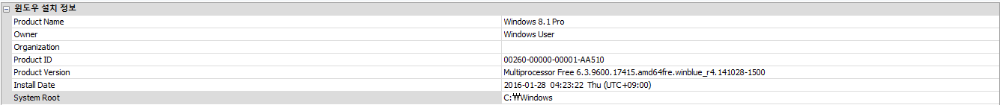 윈도우 설치 정보
Product Name Windows 8.1 Pro
Owner Windows User
Organization
Product ID 00260-00000-00001-AA510
Product Version Multiprocessor Free 6.3.9600.17415.amd64fre.winblue_r4.141028-1500
Install Date 2016-01-28 04:23:22 Thu (UTC+09:00)
System Root C:₩Windows